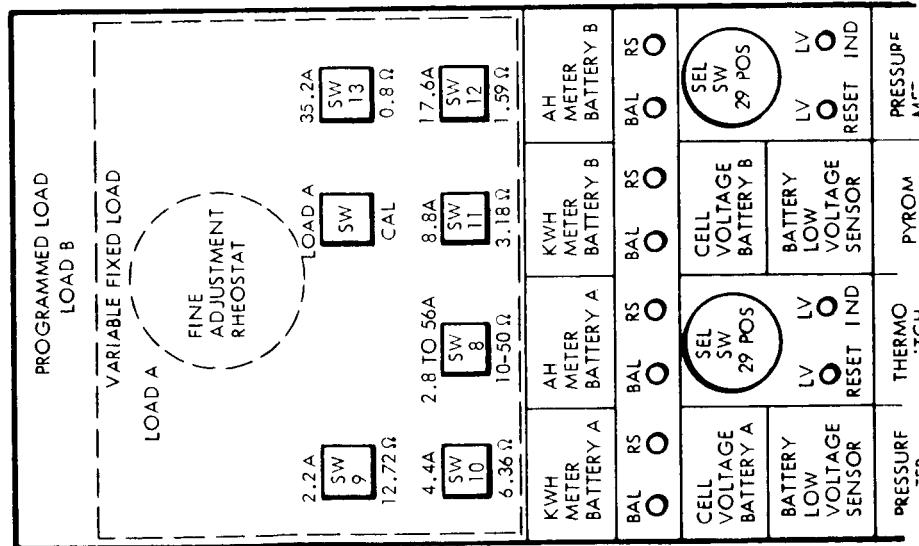 PROGRAMMED LOAD
LOAD B
VARIABLE FIXED LOAD
LOAD A
FINE
ADJUSTMENT
RHEOSTAT
2.2A
SW
9
12.72Ω
LOAD A
SW
CAL
35.2A
SW
13
0.8Ω
4.4A
SW
10
6.36Ω
2.8 TO 56A
SW
8
10-50Ω
8.8A
SW
11
3.18Ω
17.6A
SW
12
1.59Ω
KWH
METER
BATTERY A
AH
METER
BATTERY A
KWH
METER
BATTERY B
AH
METER
BATTERY B
BAL RS
BAL RS
BAL RS
BAL RS
CELL
VOLTAGE
BATTERY A
SEL
SW
29 POS
CELL
VOLTAGE
BATTERY B
SEL
SW
29 POS
BATTERY
LOW
VOLTAGE
SENSOR
LV LV
RESET IND
BATTERY
LOW
VOLTAGE
SENSOR
LV LV
RESET IND
PRESSURE
THERMO
PYROM
PRESSURE